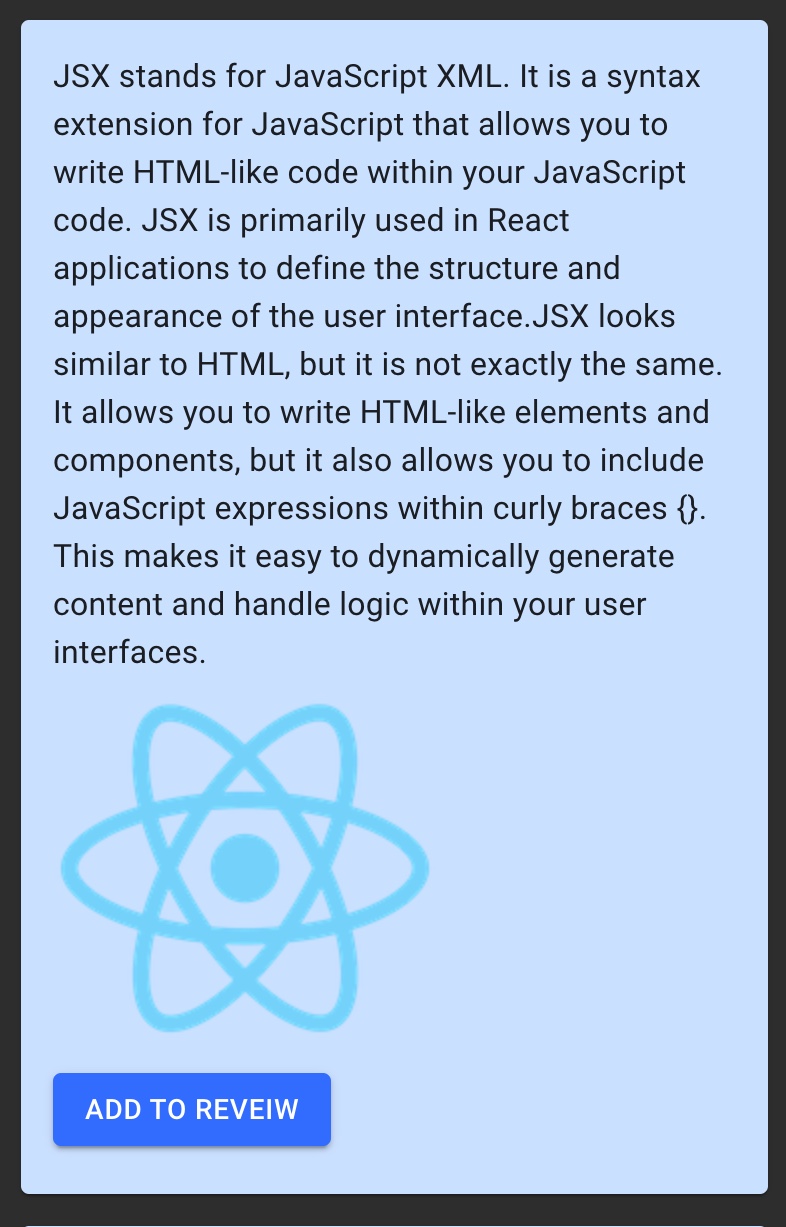 JSX stands for JavaScript XML. It is a syntax
extension for JavaScript that allows you to
write HTML-like code within your JavaScript
code. JSX is primarily used in React
applications to define the structure and
appearance of the user interface.JSX looks
similar to HTML, but it is not exactly the same.
It allows you to write HTML-like elements and
components, but it also allows you to include
JavaScript expressions within curly braces {}.
This makes it easy to dynamically generate
content and handle logic within your user
interfaces.
ADD TO REVEIW